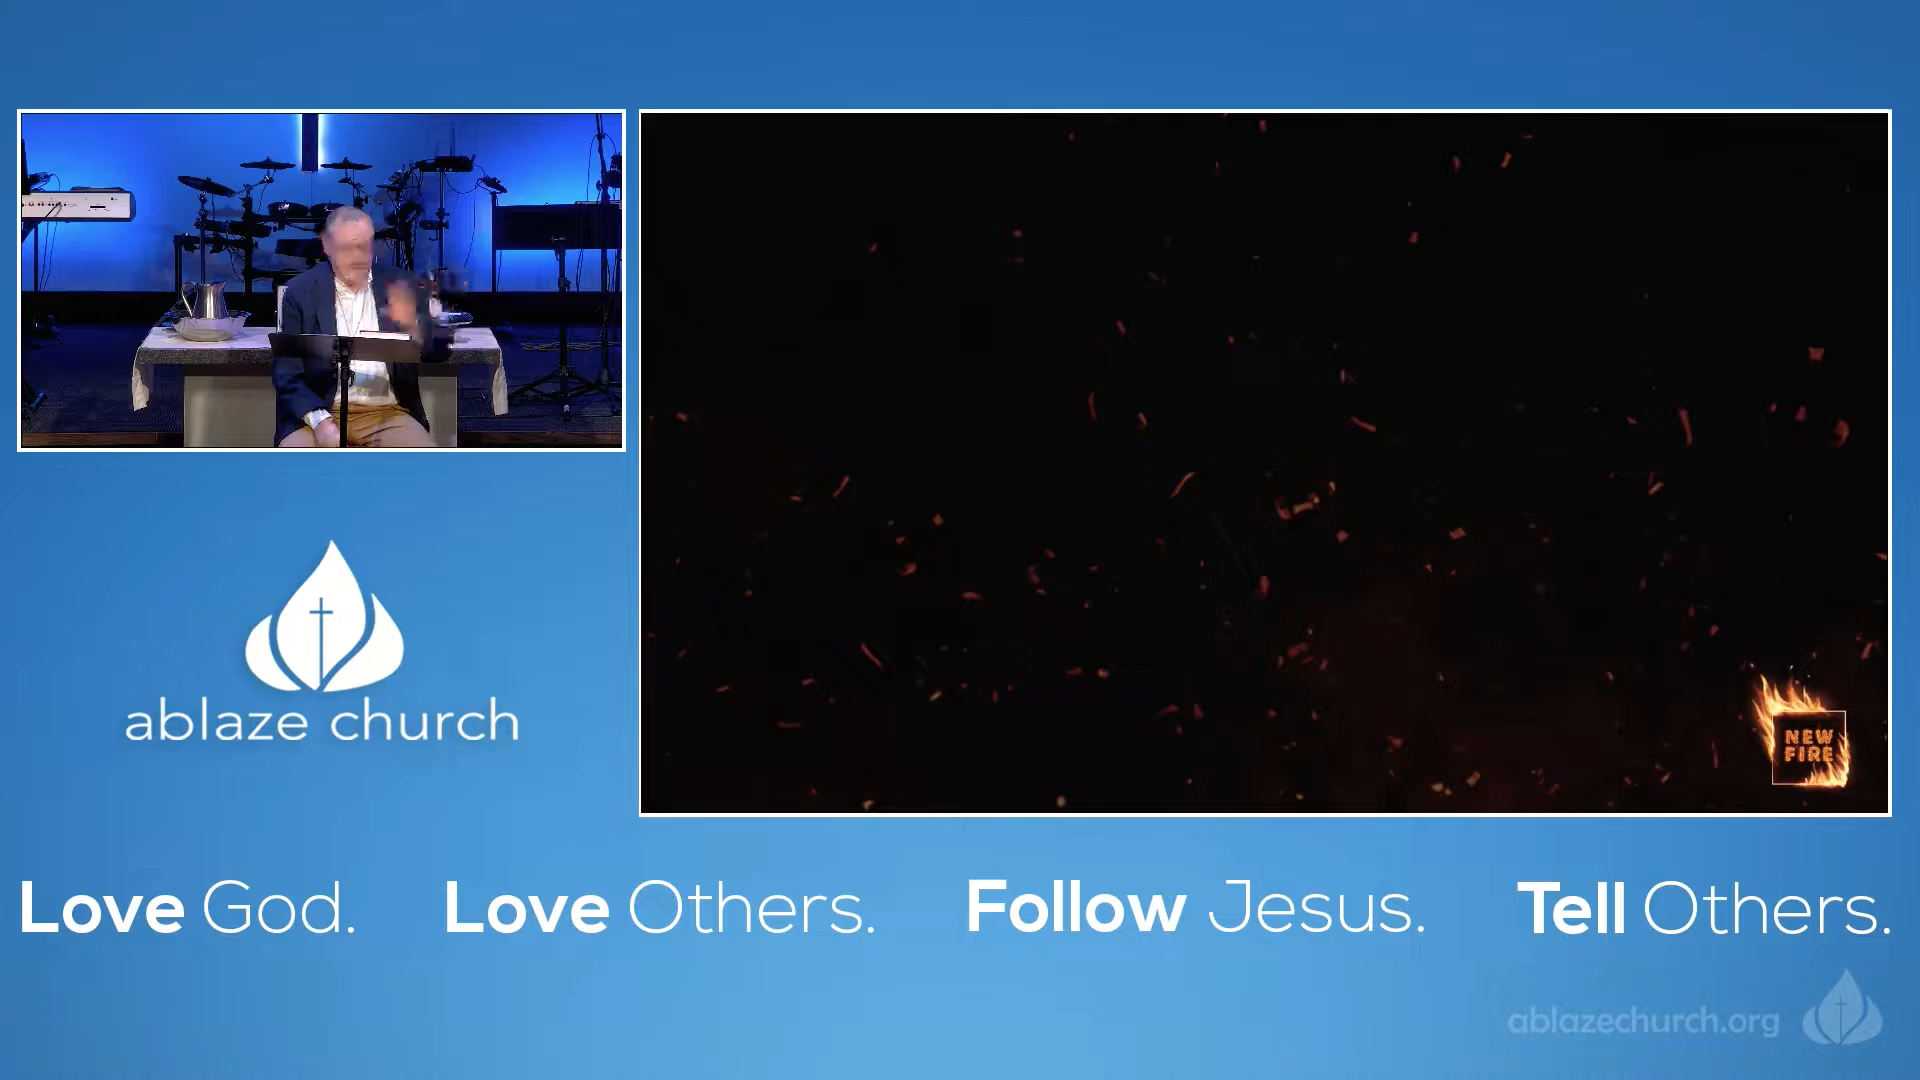 NEW
FIRE
ablaze church
Love God. Love Others. Follow Jesus. Tell Others.
ablazechurch.org